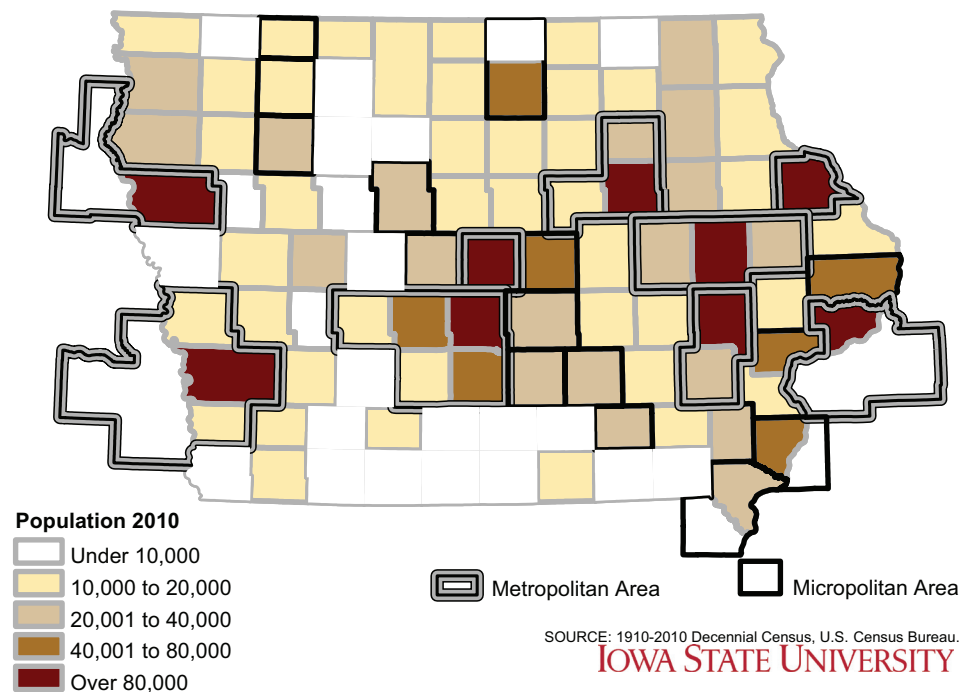 Population 2010
Under 10,000
10,000 to 20,000
20,001 to 40,000
40,001 to 80,000
Over 80,000
Metropolitan Area
Micropolitan Area
SOURCE: 1910-2010 Decennial Census, U.S. Census Bureau.
IOWA STATE UNIVERSITY